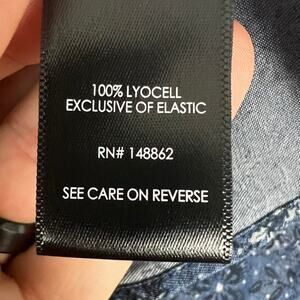 100% LYOCELL
EXCLUSIVE OF ELASTIC
RN# 148862
SEE CARE ON REVERSE